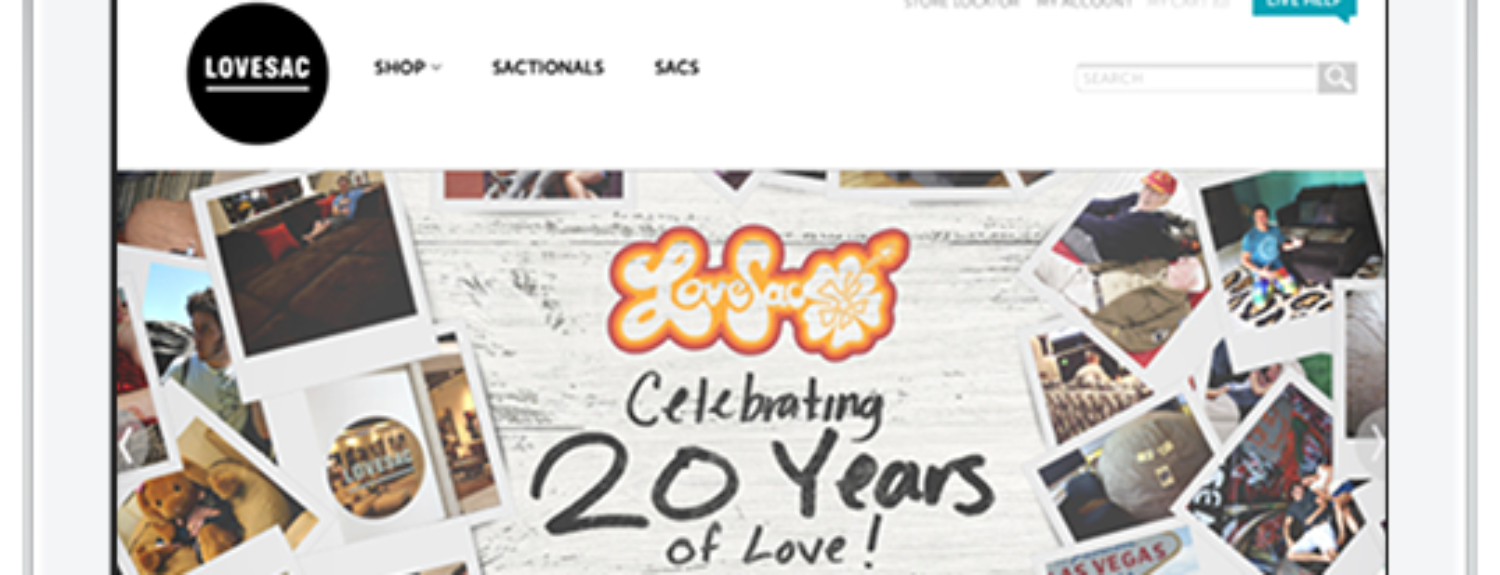 STORE LOCATOR MY ACCOUNT MY CART (0) LIVE HELP
LOVESAC
SHOP SACTIONALS SACS
SEARCH
LoveSac
Celebrating
20 Years
of Love!
LOVESAC
LAS VEGAS